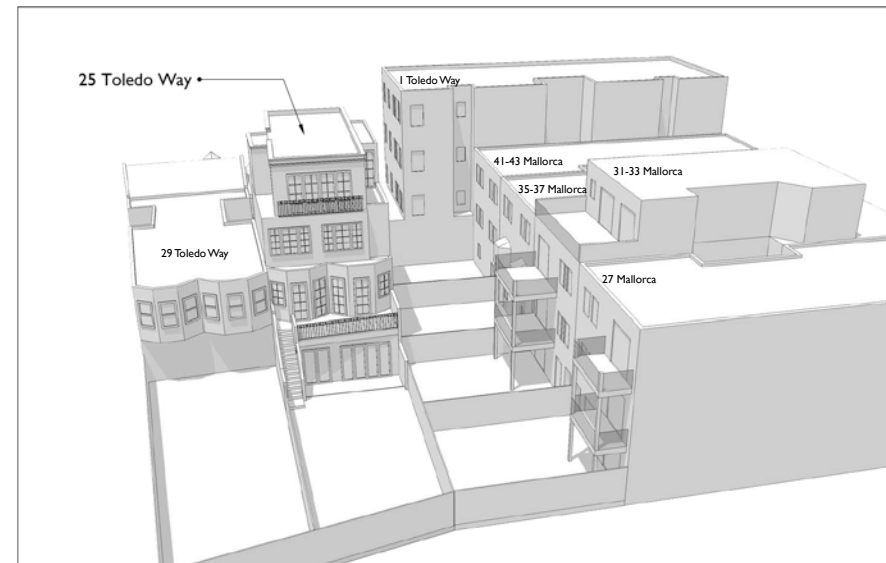 25 Toledo Way
1 Toledo Way
41-43 Mallorca
31-33 Mallorca
35-37 Mallorca
29 Toledo Way
27 Mallorca